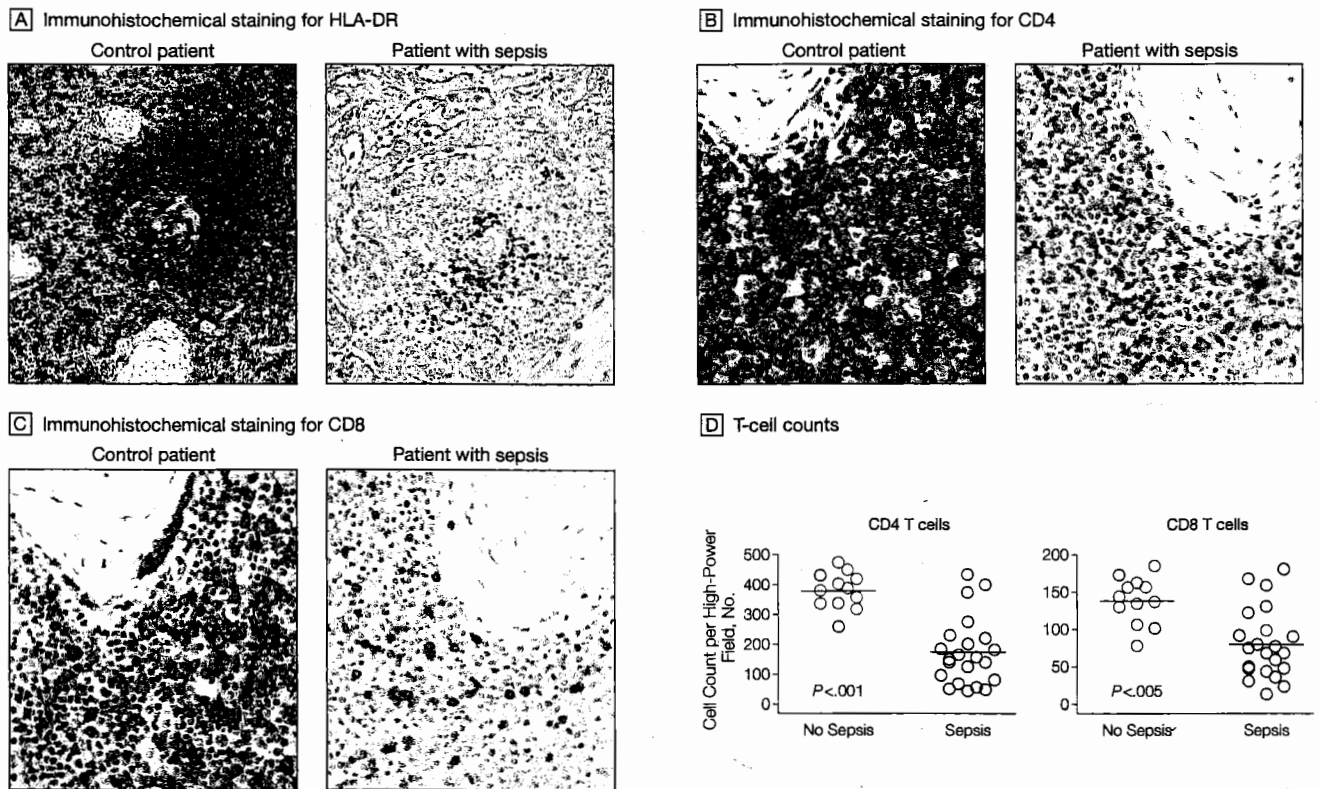 A Immunohistochemical staining for HLA-DR
Control patient
Patient with sepsis
B Immunohistochemical staining for CD4
Control patient
Patient with sepsis
C Immunohistochemical staining for CD8
Control patient
Patient with sepsis
D T-cell counts
Cell Count per High-Power
Field, No.
CD4 T cells
500
400
300
200
100
0
P<.001
No Sepsis
Sepsis
CD8 T cells
200
150
100
50
0
P<.005
No Sepsis
Sepsis